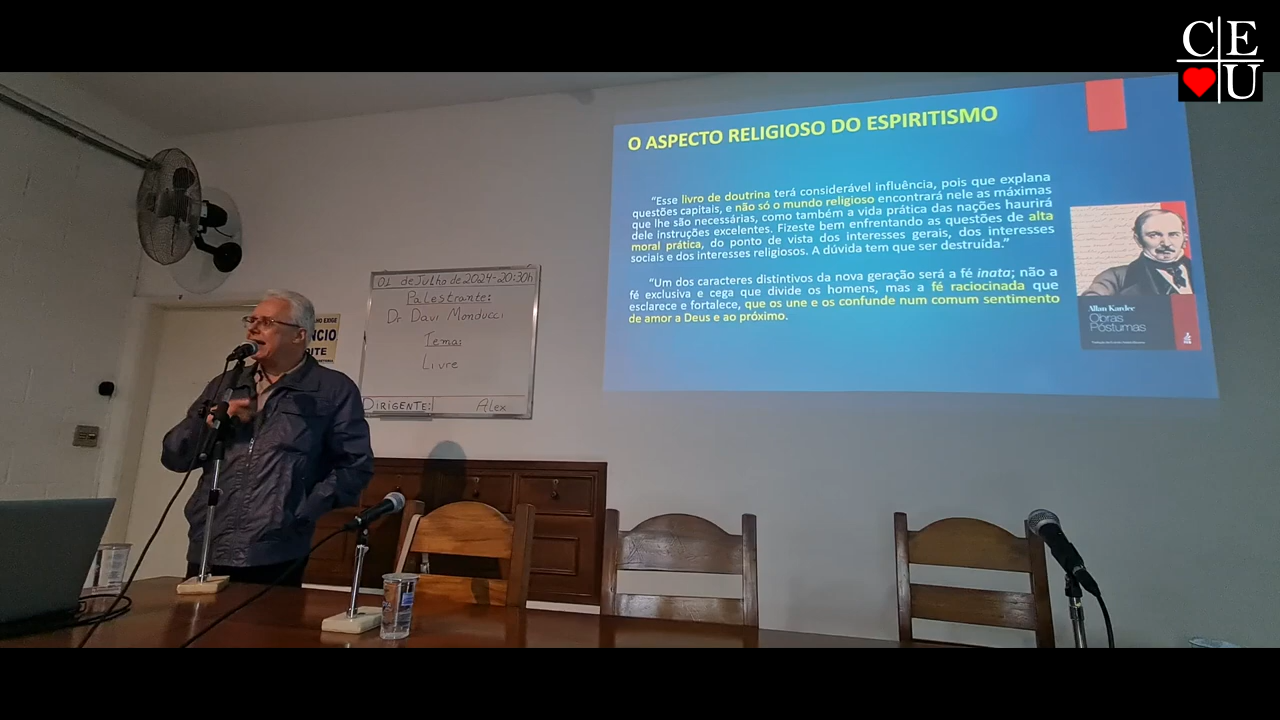 C E
U
O ASPECTO RELIGIOSO DO ESPIRITISMO
“Esse livro de doutrina terá considerável influência, pois que explana
questões capitais, e não só o mundo religioso encontrará nele as máximas
que lhe são necessárias, como também a vida prática das nações haurirá
dele instruções excelentes. Fizeste bem enfrentando as questões de alta
moral prática, do ponto de vista dos interesses gerais, dos interesses
sociais e dos interesses religiosos. A dúvida tem que ser destruída.”
“Um dos caracteres distintivos da nova geração será a fé inata; não a
fé exclusiva e cega que divide os homens, mas a fé raciocinada que
esclarece e fortalece, que os une e os confunde num comum sentimento
de amor a Deus e ao próximo.
Allan Kardec
Obras
Póstumas
01 de Julho de 2024-20:30h
Palestrante:
Dr Davi Monducci
Tema:
Livre
DIRIGENTE: Alex